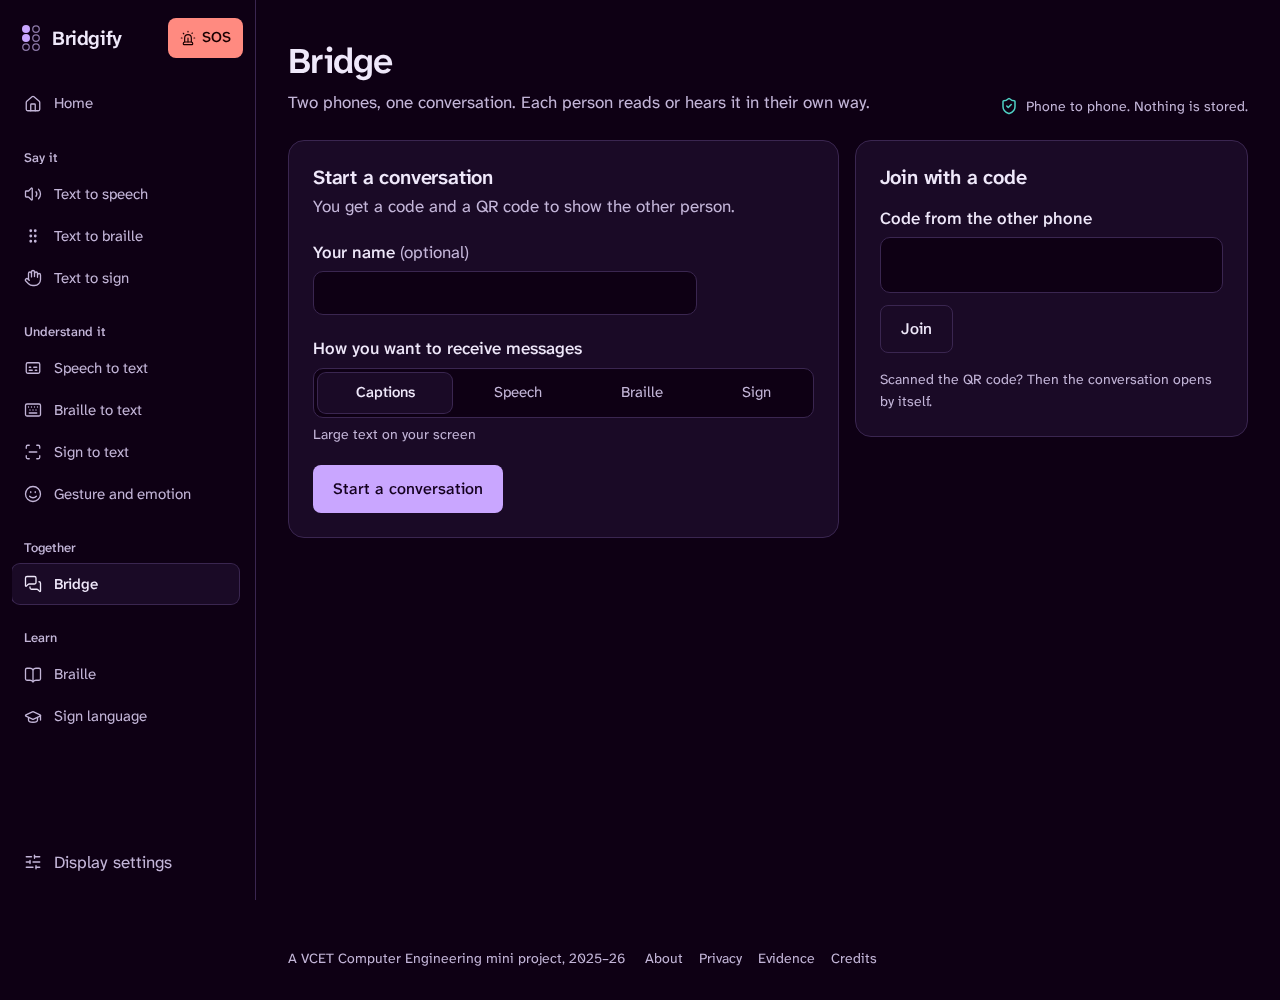 Bridgify
SOS
Home
Say it
Text to speech
Text to braille
Text to sign
Understand it
Speech to text
Braille to text
Sign to text
Gesture and emotion
Together
Bridge
Learn
Braille
Sign language
Display settings
Bridge
Two phones, one conversation. Each person reads or hears it in their own way.
Phone to phone. Nothing is stored.
Start a conversation
You get a code and a QR code to show the other person.
Your name (optional)
How you want to receive messages
Captions Speech Braille Sign
Large text on your screen
Start a conversation
Join with a code
Code from the other phone
Join
Scanned the QR code? Then the conversation opens
by itself.
A VCET Computer Engineering mini project, 2025–26 About Privacy Evidence Credits